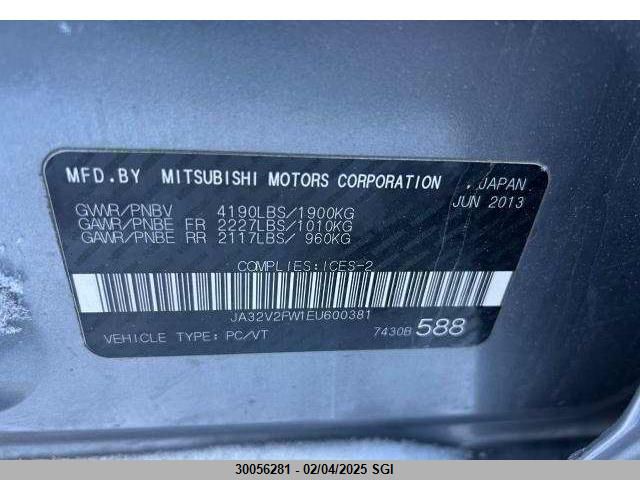 MFD.BY MITSUBISHI MOTORS CORPORATION , JAPAN
JUN 2013
GVWR/PNBV 4190LBS/1900KG
GAWR/PNBE FR 2227LBS/1010KG
GAWR/PNBE RR 2117LBS/ 960KG
COMPLIES:ICES-2
JA32V2FW1EU600381
VEHICLE TYPE: PC/VT 7430B 588
30056281 - 02/04/2025 SGI